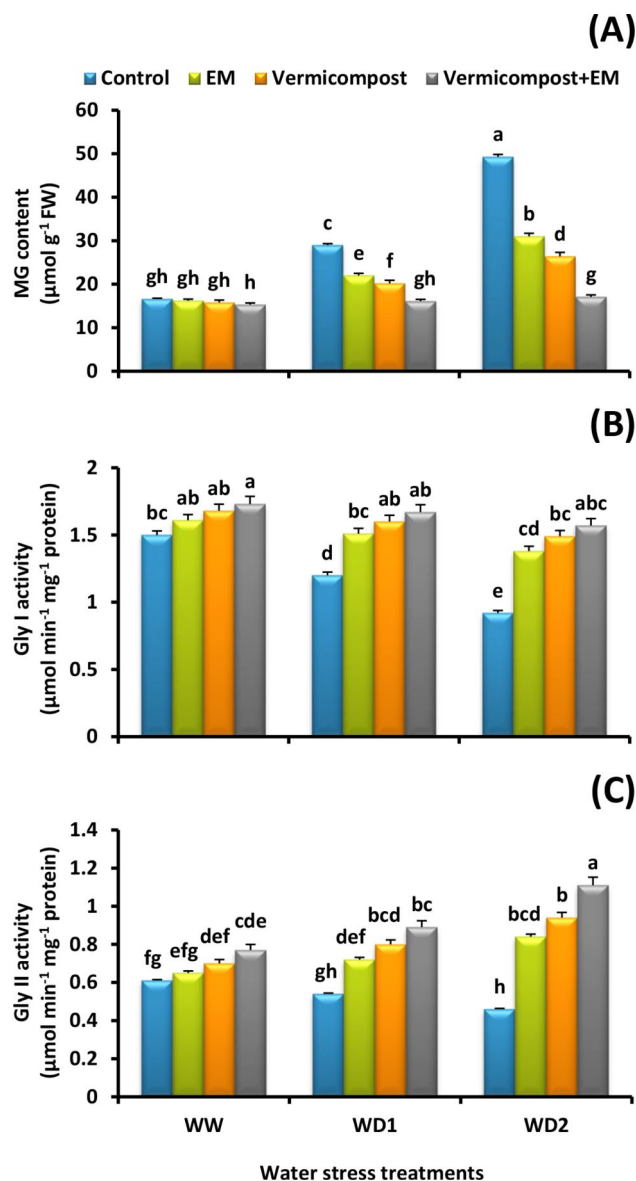 (A)
Control EM Vermicompost Vermicompost+EM
MG content
(µmol g⁻¹ FW)
60
50
40
30
20
10
0
gh gh gh h
c e f gh
a b d g
(B)
Gly I activity
(µmol min⁻¹ mg⁻¹ protein)
2
1.5
1
0.5
0
bc ab ab a
d bc ab ab
e cd bc abc
(C)
Gly II activity
(µmol min⁻¹ mg⁻¹ protein)
1.4
1.2
1
0.8
0.6
0.4
0.2
0
fg efg def cde
gh def bcd bc
h bcd b a
WW WD1 WD2
Water stress treatments